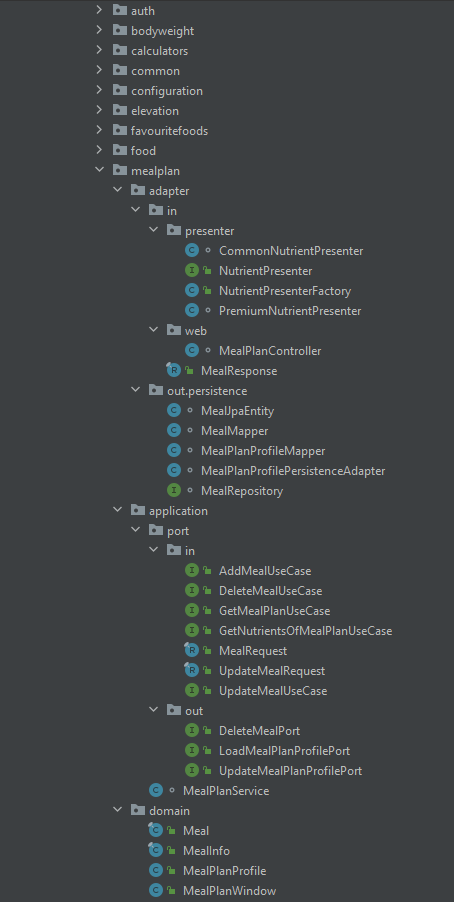 auth
bodyweight
calculators
common
configuration
elevation
favouritefoods
food
mealplan
adapter
in
presenter
CommonNutrientPresenter
NutrientPresenter
NutrientPresenterFactory
PremiumNutrientPresenter
web
MealPlanController
MealResponse
out.persistence
MealJpaEntity
MealMapper
MealPlanProfileMapper
MealPlanProfilePersistenceAdapter
MealRepository
application
port
in
AddMealUseCase
DeleteMealUseCase
GetMealPlanUseCase
GetNutrientsOfMealPlanUseCase
MealRequest
UpdateMealRequest
UpdateMealUseCase
out
DeleteMealPort
LoadMealPlanProfilePort
UpdateMealPlanProfilePort
MealPlanService
domain
Meal
MealInfo
MealPlanProfile
MealPlanWindow